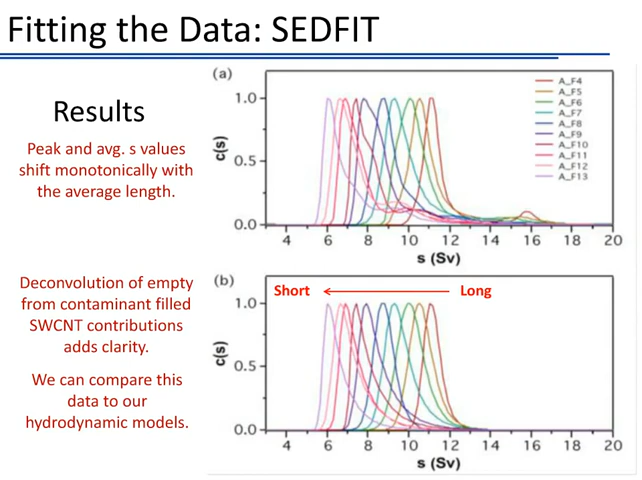 Fitting the Data: SEDFIT
Results
Peak and avg. s values
shift monotonically with
the average length.
Deconvolution of empty
from contaminant filled
SWCNT contributions
adds clarity.
We can compare this
data to our
hydrodynamic models.
(a)
A_F4
A_F5
A_F6
A_F7
A_F8
A_F9
A_F10
A_F11
A_F12
A_F13
c(s)
1.0
0.5
0.0
4 6 8 10 12 14 16 18 20
s (Sv)
(b)
Short Long
c(s)
1.0
0.5
0.0
4 6 8 10 12 14 16 18 20
s (Sv)